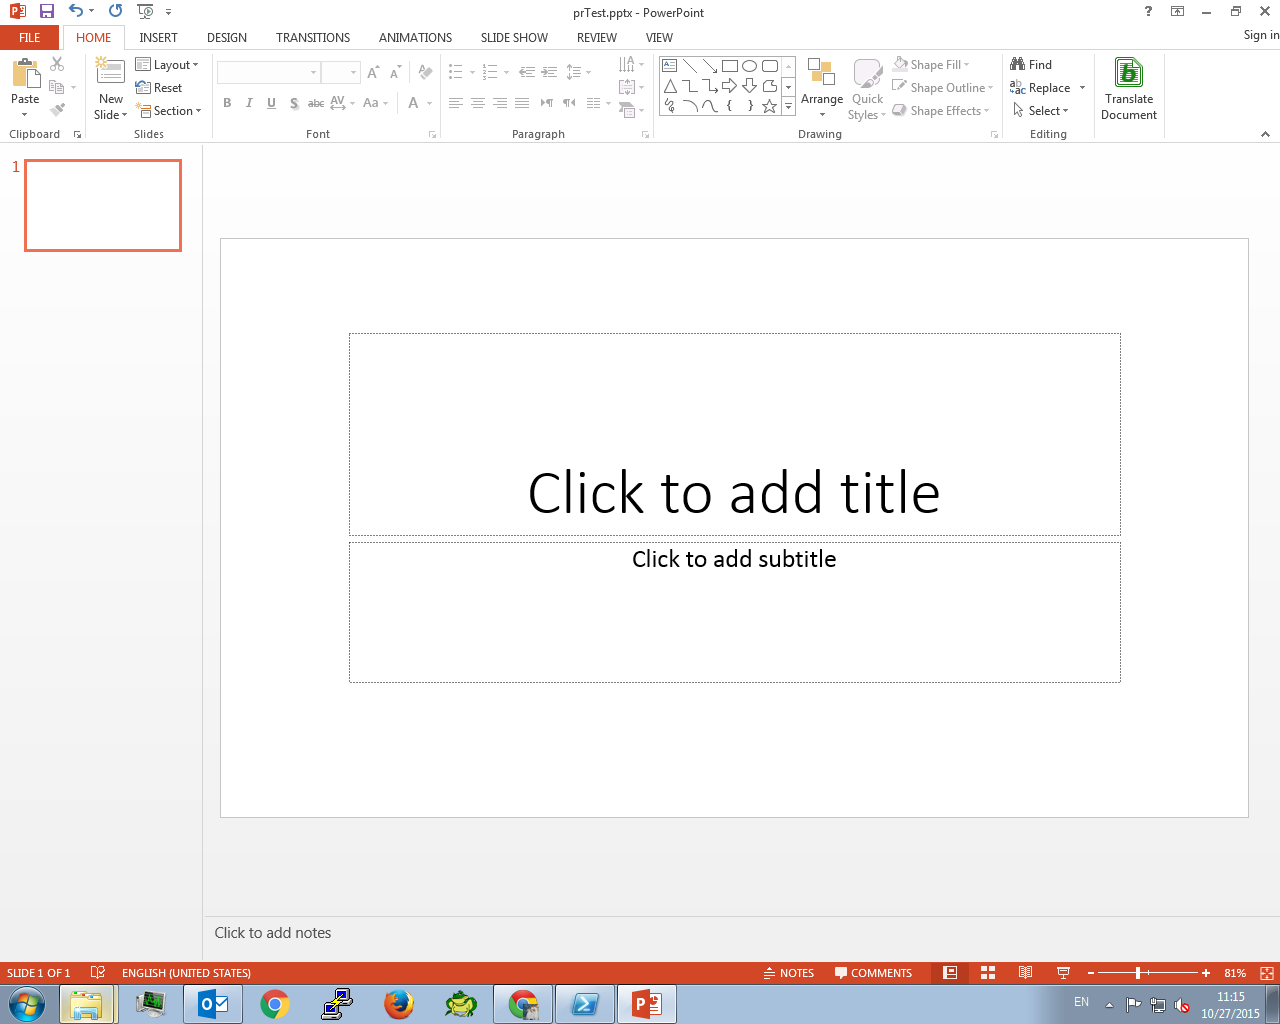 prTest.pptx - PowerPoint
FILE HOME INSERT DESIGN TRANSITIONS ANIMATIONS SLIDE SHOW REVIEW VIEW Sign in
Paste
Clipboard
New Slide
Layout
Reset
Section
Slides
B I U S abc AV Aa A
Font
Paragraph
Arrange
Quick Styles
Shape Fill
Shape Outline
Shape Effects
Drawing
Find
Replace
Select
Editing
Translate Document
1
Click to add title
Click to add subtitle
Click to add notes
SLIDE 1 OF 1 ENGLISH (UNITED STATES) NOTES COMMENTS 81%
EN 11:15
10/27/2015